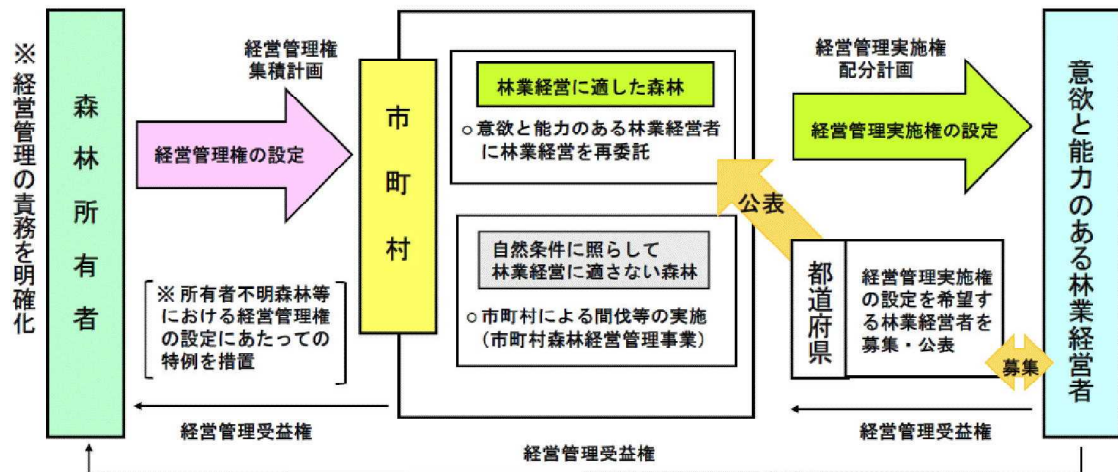 ※経営管理の責務を明確化
森林所有者
経営管理権
集積計画
経営管理権の設定
※所有者不明森林等
における経営管理権
の設定にあたっての
特例を措置
市町村
林業経営に適した森林
○意欲と能力のある林業経営者
に林業経営を再委託
自然条件に照らして
林業経営に適さない森林
○市町村による間伐等の実施
(市町村森林経営管理事業)
経営管理実施権
配分計画
経営管理実施権の設定
公表
都道府県
経営管理実施権
の設定を希望す
る林業経営者を
募集・公表
募集
意欲と能力のある林業経営者
経営管理受益権
経営管理受益権
経営管理受益権